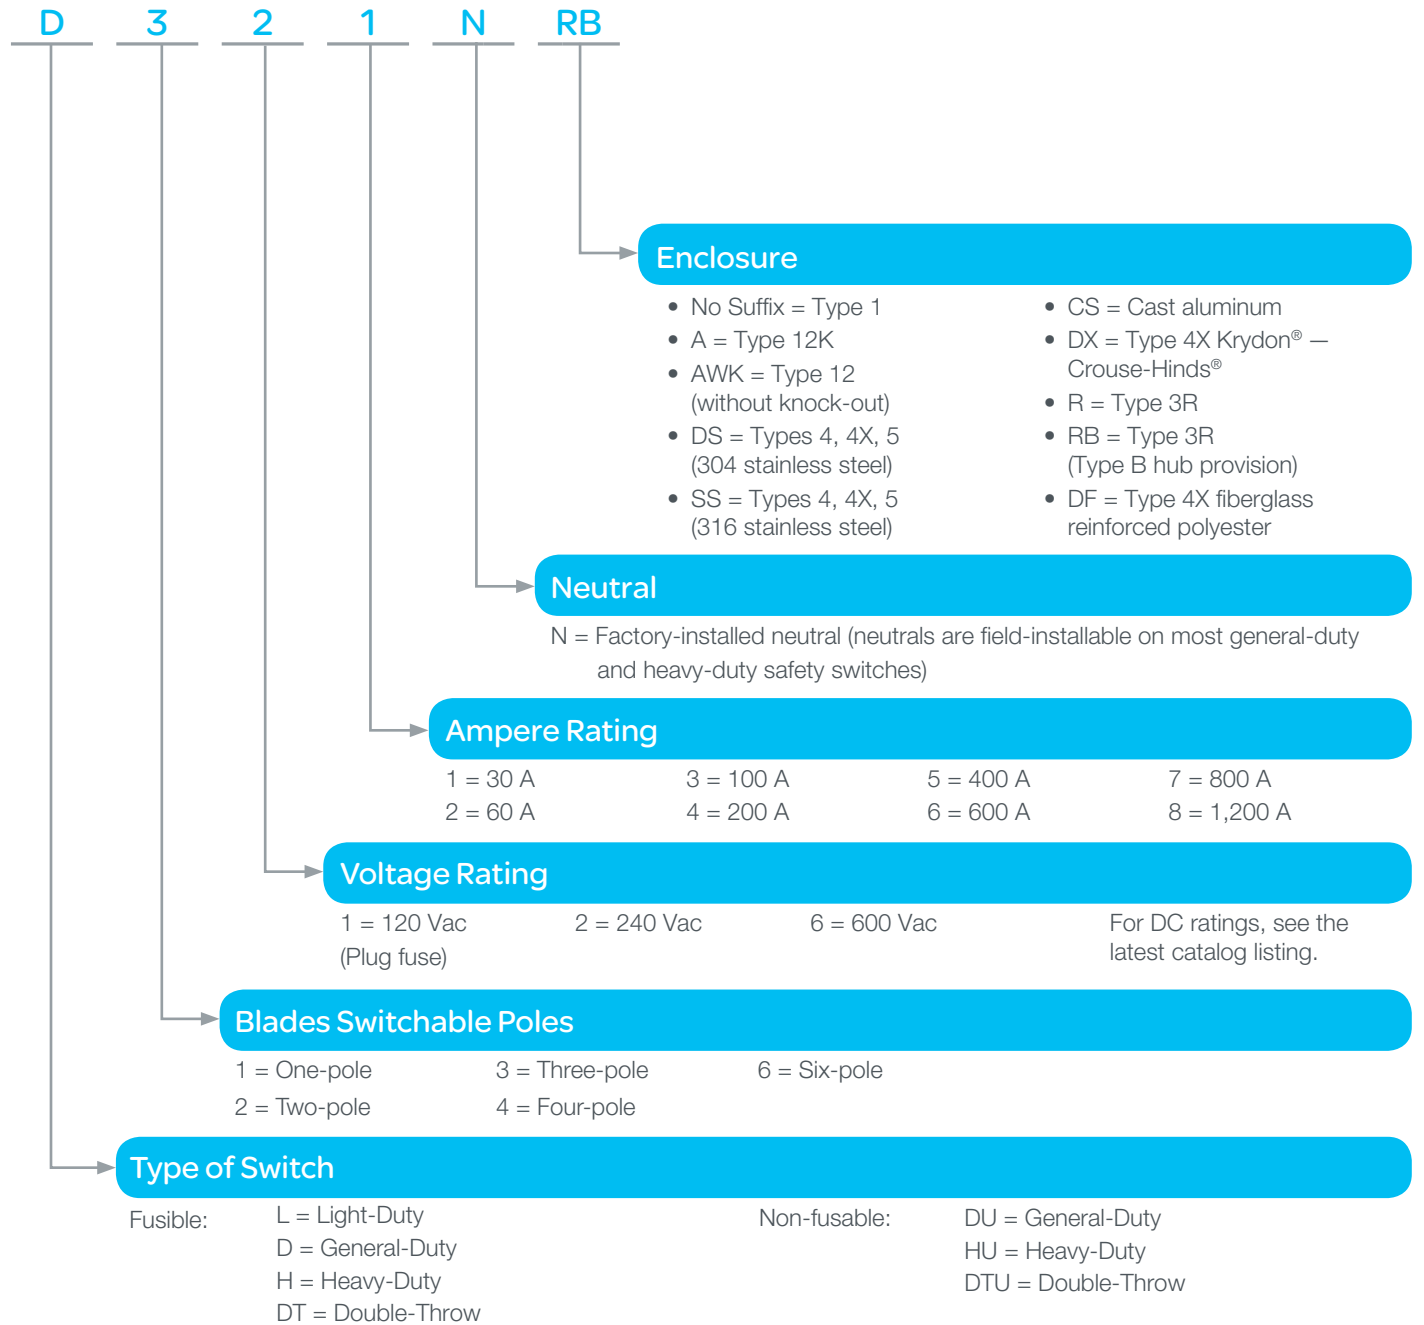 D 3 2 1 N RB
Enclosure
• No Suffix = Type 1
• A = Type 12K
• AWK = Type 12
(without knock-out)
• DS = Types 4, 4X, 5
(304 stainless steel)
• SS = Types 4, 4X, 5
(316 stainless steel)
• CS = Cast aluminum
• DX = Type 4X Krydon® —
Crouse-Hinds®
• R = Type 3R
• RB = Type 3R
(Type B hub provision)
• DF = Type 4X fiberglass
reinforced polyester
Neutral
N = Factory-installed neutral (neutrals are field-installable on most general-duty
and heavy-duty safety switches)
Ampere Rating
1 = 30 A 3 = 100 A 5 = 400 A 7 = 800 A
2 = 60 A 4 = 200 A 6 = 600 A 8 = 1,200 A
Voltage Rating
1 = 120 Vac
(Plug fuse)
2 = 240 Vac
6 = 600 Vac
For DC ratings, see the
latest catalog listing.
Blades Switchable Poles
1 = One-pole 3 = Three-pole 6 = Six-pole
2 = Two-pole 4 = Four-pole
Type of Switch
Fusible:
L = Light-Duty
D = General-Duty
H = Heavy-Duty
DT = Double-Throw
Non-fusable:
DU = General-Duty
HU = Heavy-Duty
DTU = Double-Throw